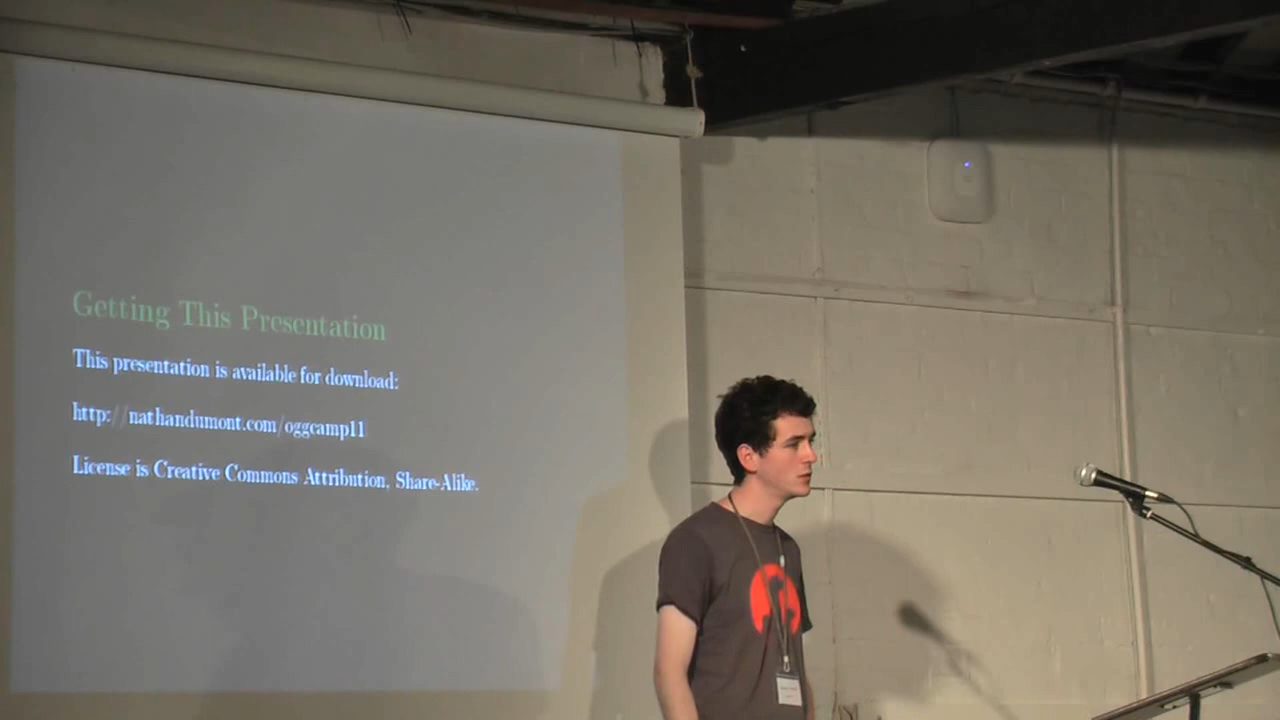 Getting This Presentation
This presentation is available for download:
http://nathandumont.com/oggcamp11
License is Creative Commons Attribution, Share-Alike.